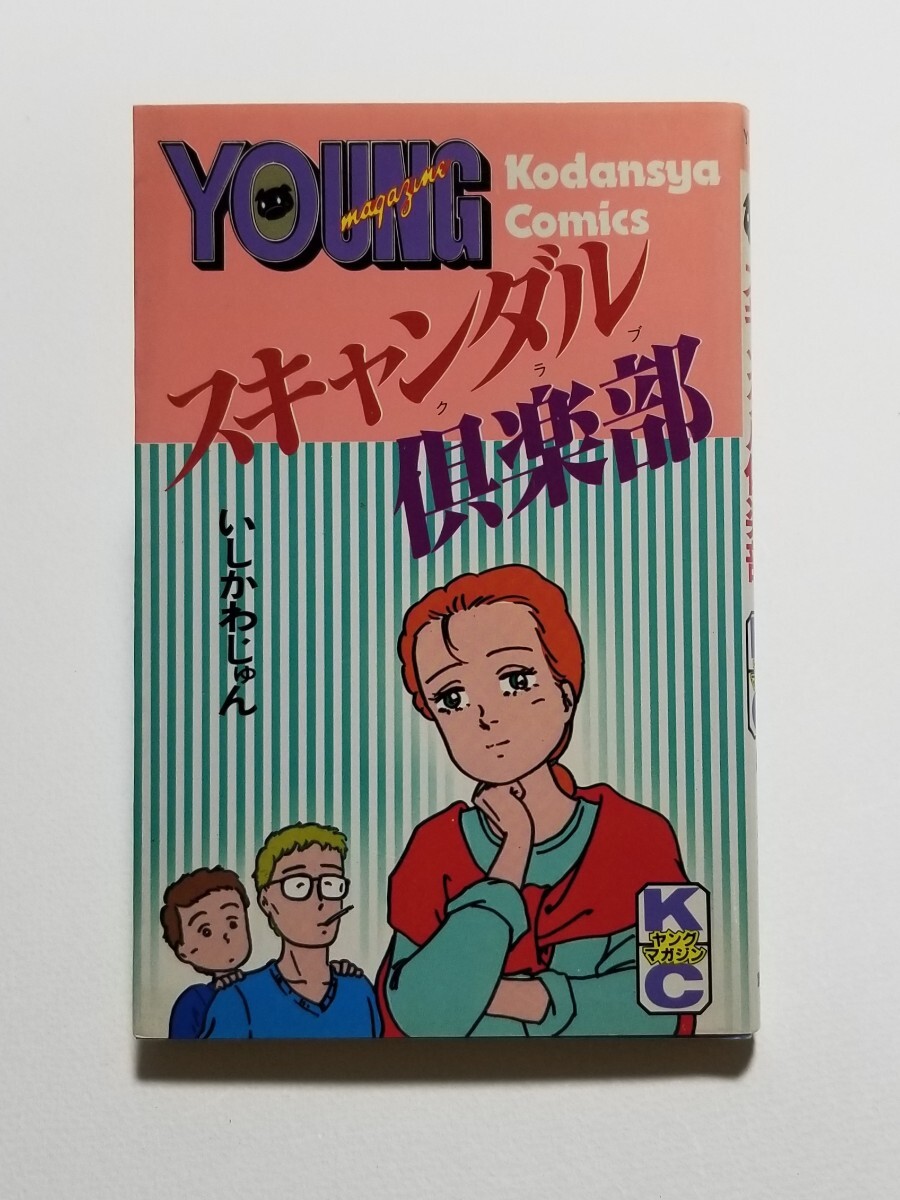 YOUNG
magazine
Kodansya
Comics
スキャンダル
クラブ
倶楽部
いしかわじゅん
K
ヤング
マガジン
C